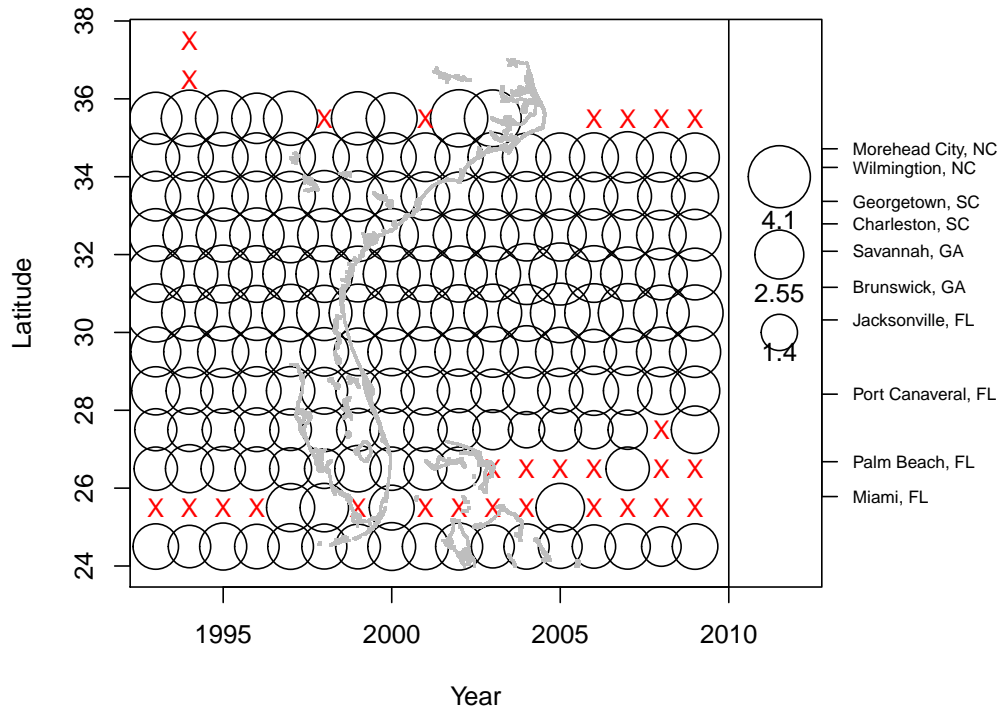 38
36
34
32
30
28
26
24
Latitude
X
X
X X X X X X
X
X X X X X X
X X X X X X X X X X X X X
1995 2000 2005 2010
Year
4.1
2.55
1.4
Morehead City, NC
Wilmington, NC
Georgetown, SC
Charleston, SC
Savannah, GA
Brunswick, GA
Jacksonville, FL
Port Canaveral, FL
Palm Beach, FL
Miami, FL